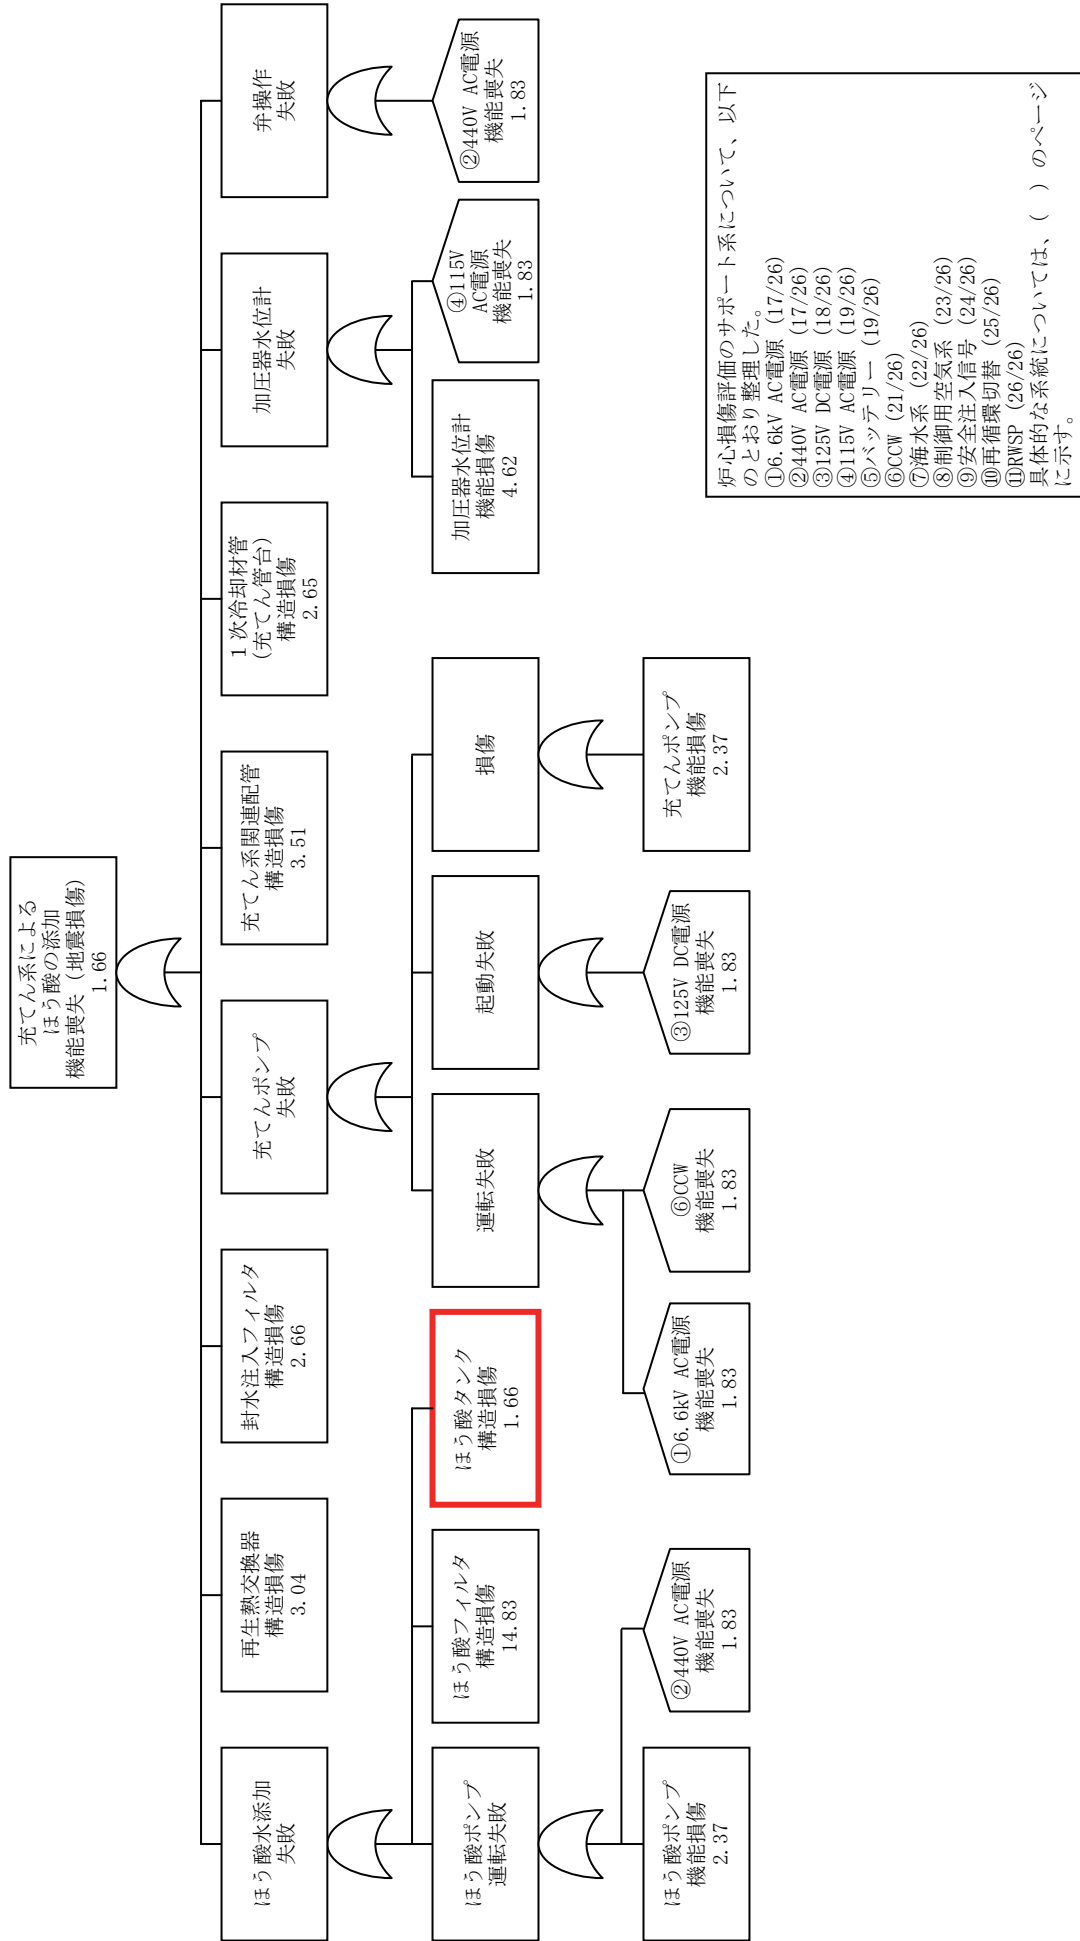 充てん系による
ほう酸の添加
機能喪失（地震損傷）
1.66
ほう酸水添加
失敗
再生熱交換器
構造損傷
3.04
封水注入フィルタ
構造損傷
2.66
充てんポンプ
失敗
充てん系関連配管
構造損傷
3.51
1次冷却材管
(充てん管台)
構造損傷
2.65
加圧器水位計
失敗
弁操作
失敗
ほう酸ポンプ
運転失敗
ほう酸フィルタ
構造損傷
14.83
ほう酸タンク
構造損傷
1.66
運転失敗
起動失敗
損傷
加圧器水位計
機能損傷
4.62
④115V
AC電源
機能喪失
1.83
②440V AC電源
機能喪失
1.83
ほう酸ポンプ
機能損傷
2.37
②440V AC電源
機能喪失
1.83
①6.6kV AC電源
機能喪失
1.83
⑥CCW
機能喪失
1.83
③125V DC電源
機能喪失
1.83
充てんポンプ
機能損傷
2.37
炉心損傷評価のサポート系について、以下
のとおり整理した。
①6.6kV AC電源 (17/26)
②440V AC電源 (17/26)
③125V DC電源 (18/26)
④115V AC電源 (19/26)
⑤バッテリー (19/26)
⑥CCW (21/26)
⑦海水系 (22/26)
⑧制御用空気系 (23/26)
⑨安全注入信号 (24/26)
⑩再循環切替 (25/26)
⑪RWSP (26/26)
具体的な系統については、( ) のページ
に示す。